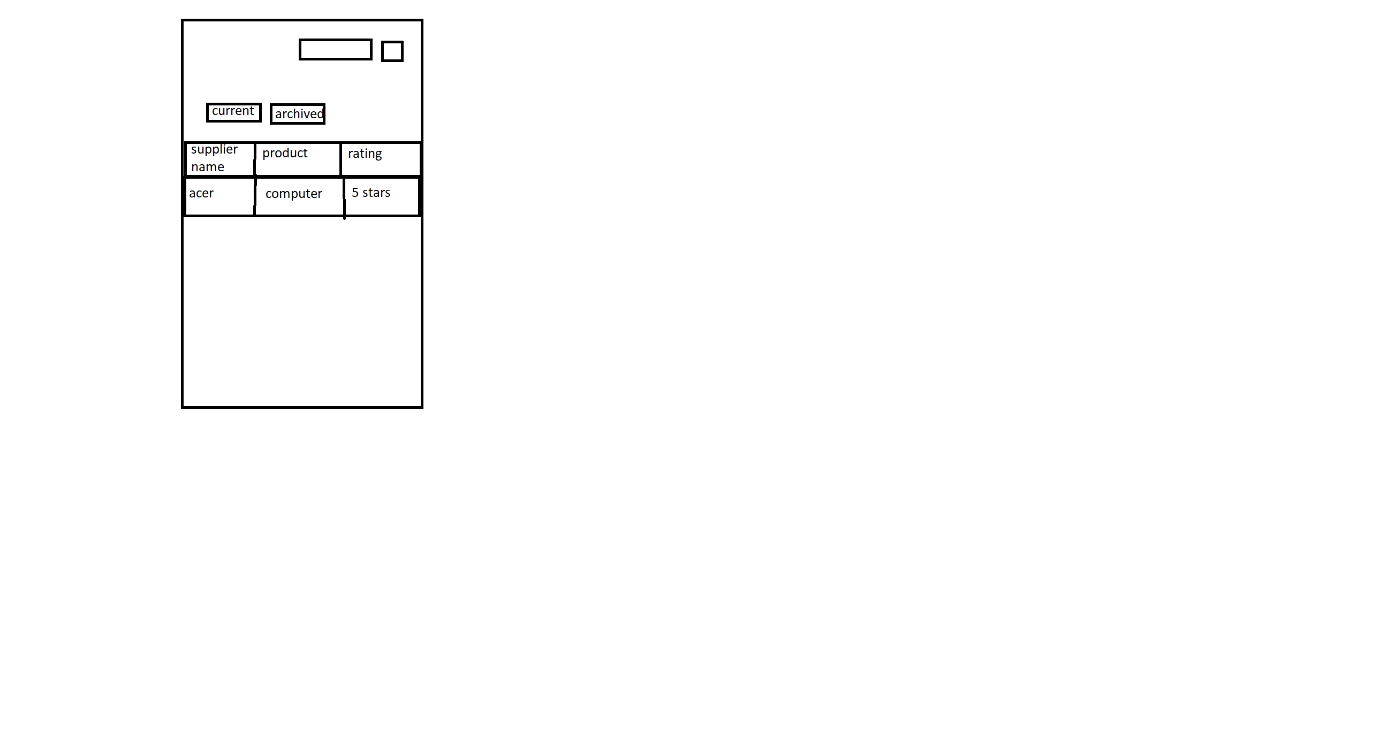 current
archived
supplier
name
product
rating
acer
computer
5 stars